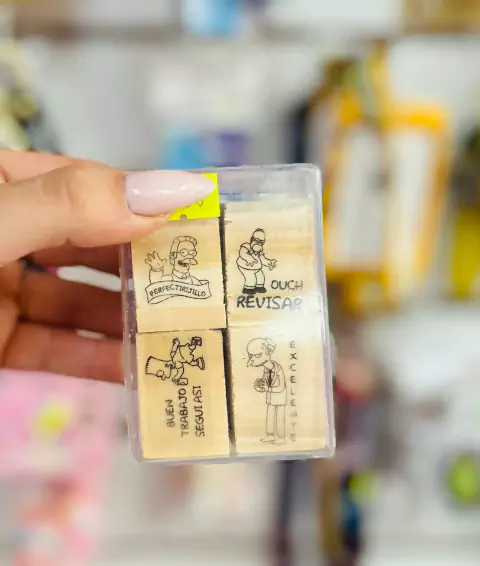 PERFECTIRIJILLO
OUCH
REVISAR
BUEN
TRABAJO
SEGUI ASI
EXCELENTE